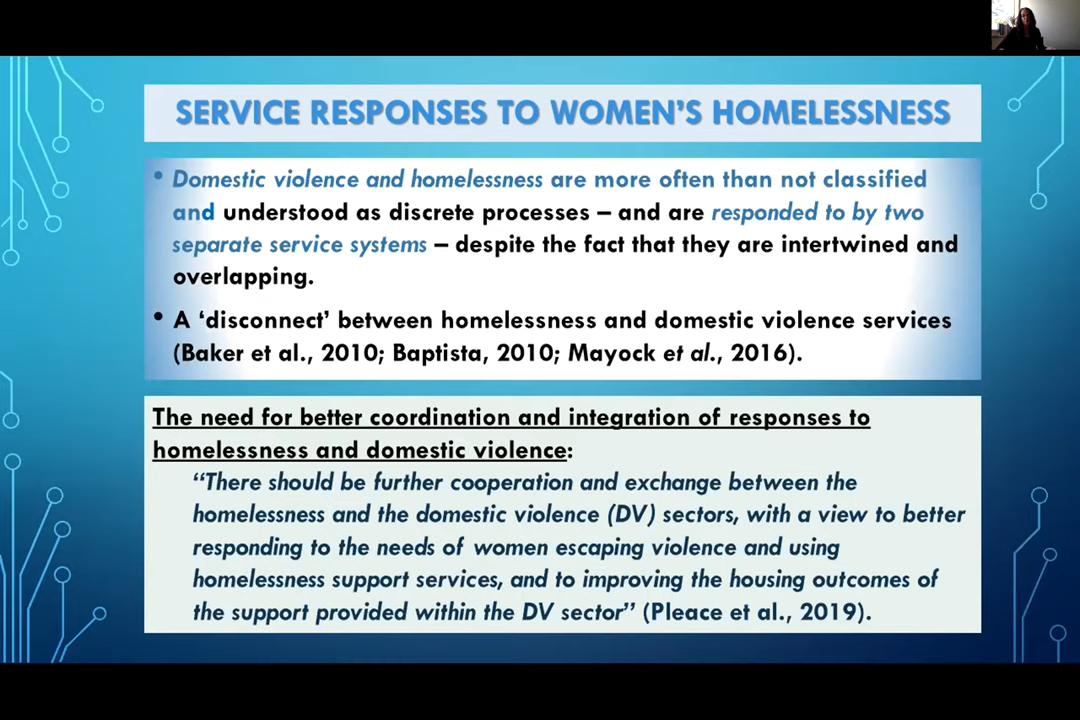 SERVICE RESPONSES TO WOMEN’S HOMELESSNESS
• Domestic violence and homelessness are more often than not classified
and understood as discrete processes – and are responded to by two
separate service systems – despite the fact that they are intertwined and
overlapping.
• A ‘disconnect’ between homelessness and domestic violence services
(Baker et al., 2010; Baptista, 2010; Mayock et al., 2016).
The need for better coordination and integration of responses to
homelessness and domestic violence:
“There should be further cooperation and exchange between the
homelessness and the domestic violence (DV) sectors, with a view to better
responding to the needs of women escaping violence and using
homelessness support services, and to improving the housing outcomes of
the support provided within the DV sector” (Pleace et al., 2019).